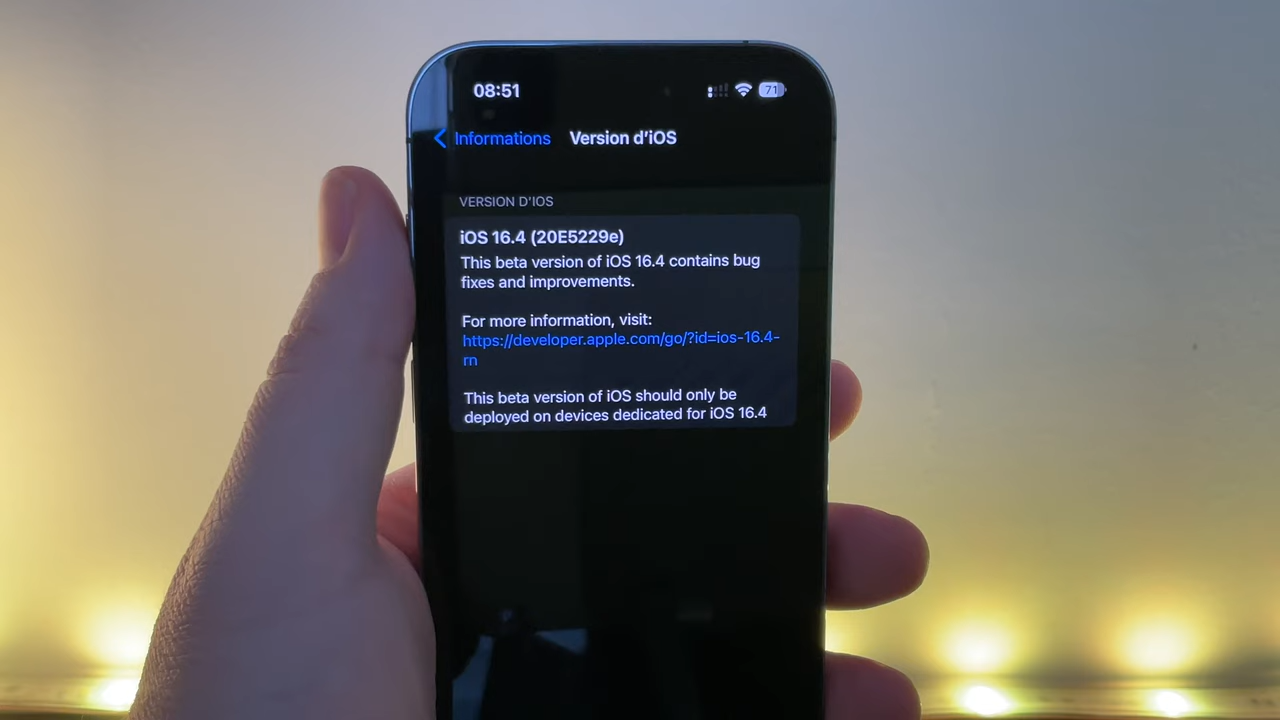 08:51
71
Informations Version d'iOS
VERSION D'IOS
iOS 16.4 (20E5229e)
This beta version of iOS 16.4 contains bug
fixes and improvements.
For more information, visit:
https://developer.apple.com/go/?id=ios-16.4-
rn
This beta version of iOS should only be
deployed on devices dedicated for iOS 16.4